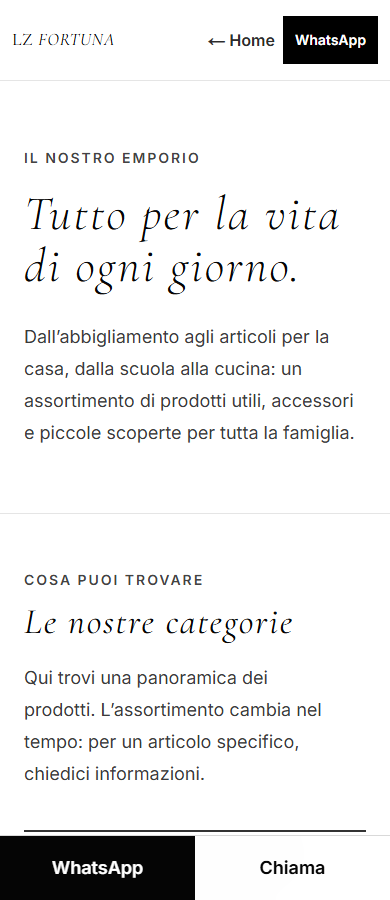 LZ FORTUNA
← Home
WhatsApp
IL NOSTRO EMPORIO
Tutto per la vita
di ogni giorno.
Dall’abbigliamento agli articoli per la
casa, dalla scuola alla cucina: un
assortimento di prodotti utili, accessori
e piccole scoperte per tutta la famiglia.
COSA PUOI TROVARE
Le nostre categorie
Qui trovi una panoramica dei
prodotti. L’assortimento cambia nel
tempo: per un articolo specifico,
chiedici informazioni.
WhatsApp
Chiama